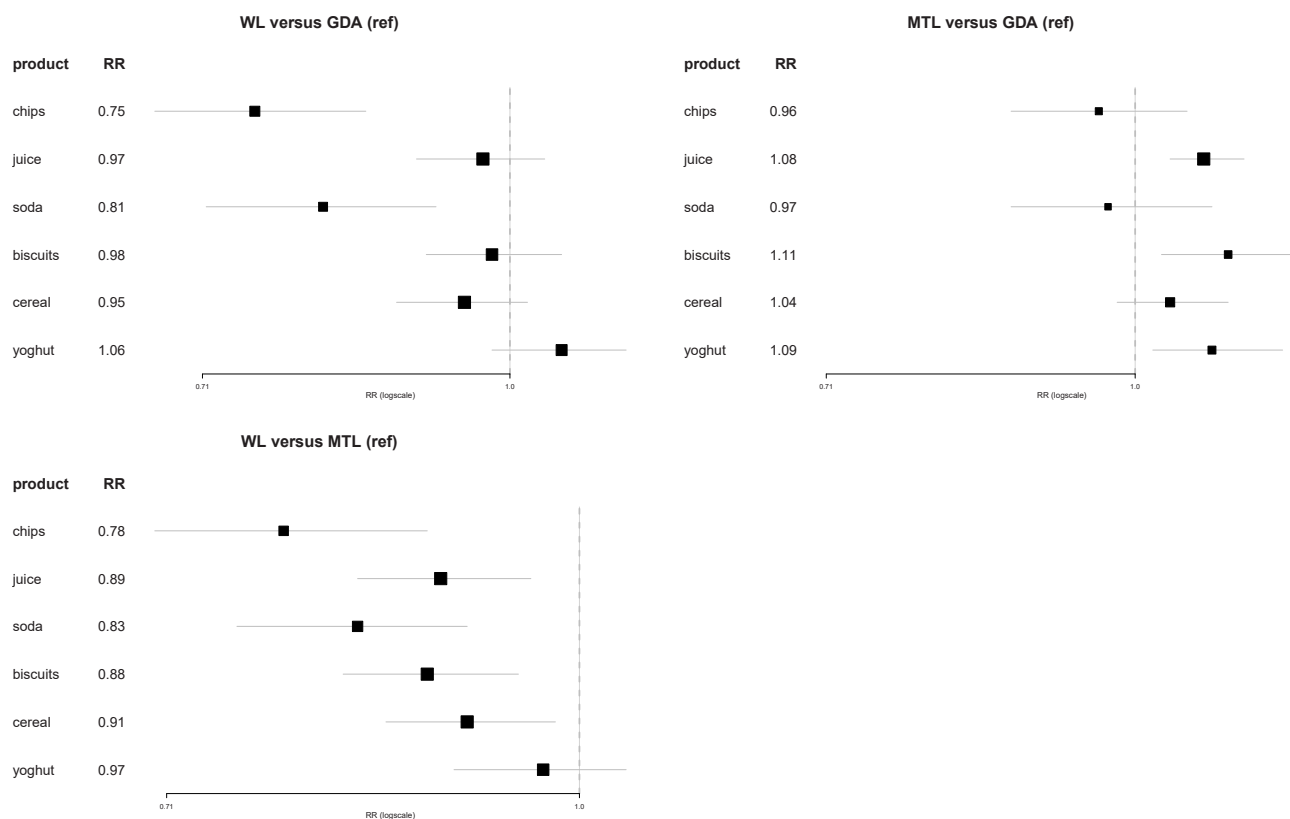 WL versus GDA (ref)
product RR
chips 0.75
juice 0.97
soda 0.81
biscuits 0.98
cereal 0.95
yoghut 1.06
0.71 1.0
RR (logscale)
MTL versus GDA (ref)
product RR
chips 0.96
juice 1.08
soda 0.97
biscuits 1.11
cereal 1.04
yoghut 1.09
0.71 1.0
RR (logscale)
WL versus MTL (ref)
product RR
chips 0.78
juice 0.89
soda 0.83
biscuits 0.88
cereal 0.91
yoghut 0.97
0.71 1.0
RR (logscale)